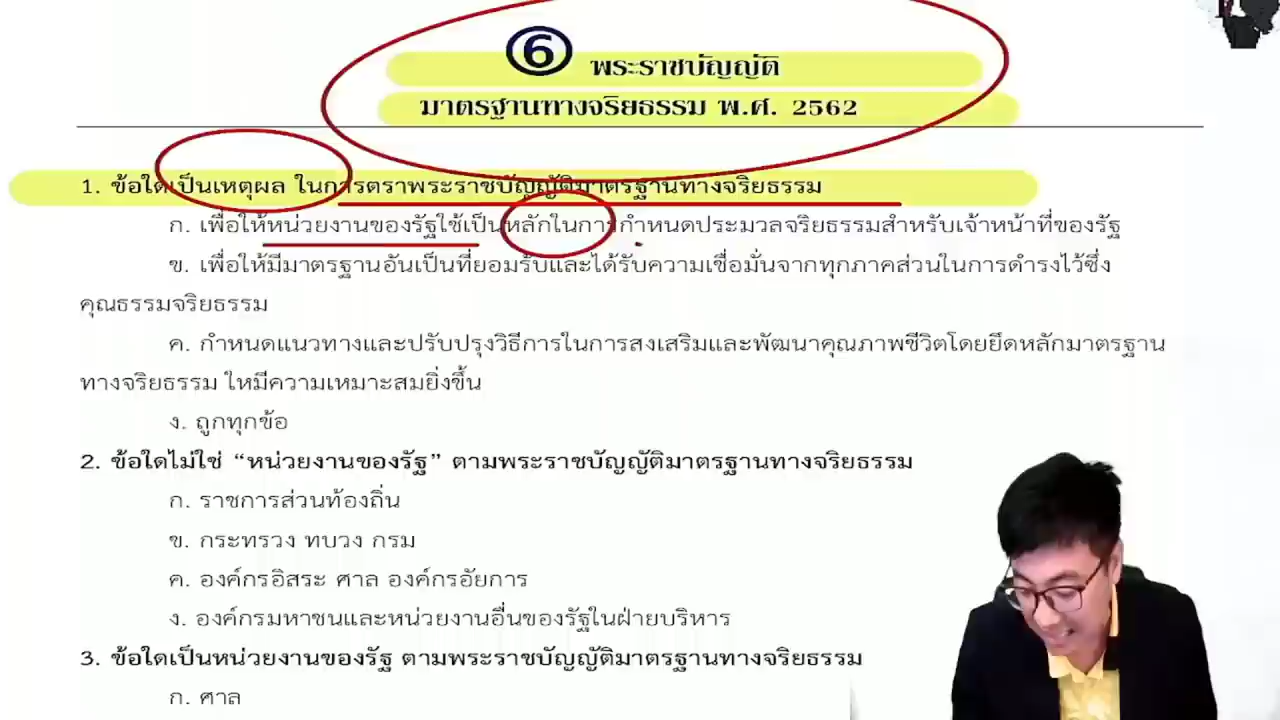 6 พระราชบัญญัติ
มาตรฐานทางจริยธรรม พ.ศ. 2562
1. ข้อใดเป็นเหตุผล ในการตราพระราชบัญญัติมาตรฐานทางจริยธรรม
ก. เพื่อให้หน่วยงานของรัฐใช้เป็นหลักในการกำหนดประมวลจริยธรรมสำหรับเจ้าหน้าที่ของรัฐ
ข. เพื่อให้มีมาตรฐานอันเป็นที่ยอมรับและได้รับความเชื่อมั่นจากทุกภาคส่วนในการดำรงไว้ซึ่ง
คุณธรรมจริยธรรม
ค. กำหนดแนวทางและปรับปรุงวิธีการในการสงเสริมและพัฒนาคุณภาพชีวิตโดยยึดหลักมาตรฐาน
ทางจริยธรรม ใหมีความเหมาะสมยิ่งขึ้น
ง. ถูกทุกข้อ
2. ข้อใดไม่ใช่ “หน่วยงานของรัฐ” ตามพระราชบัญญัติมาตรฐานทางจริยธรรม
ก. ราชการส่วนท้องถิ่น
ข. กระทรวง ทบวง กรม
ค. องค์กรอิสระ ศาล องค์กรอัยการ
ง. องค์กรมหาชนและหน่วยงานอื่นของรัฐในฝ่ายบริหาร
3. ข้อใดเป็นหน่วยงานของรัฐ ตามพระราชบัญญัติมาตรฐานทางจริยธรรม
ก. ศาล